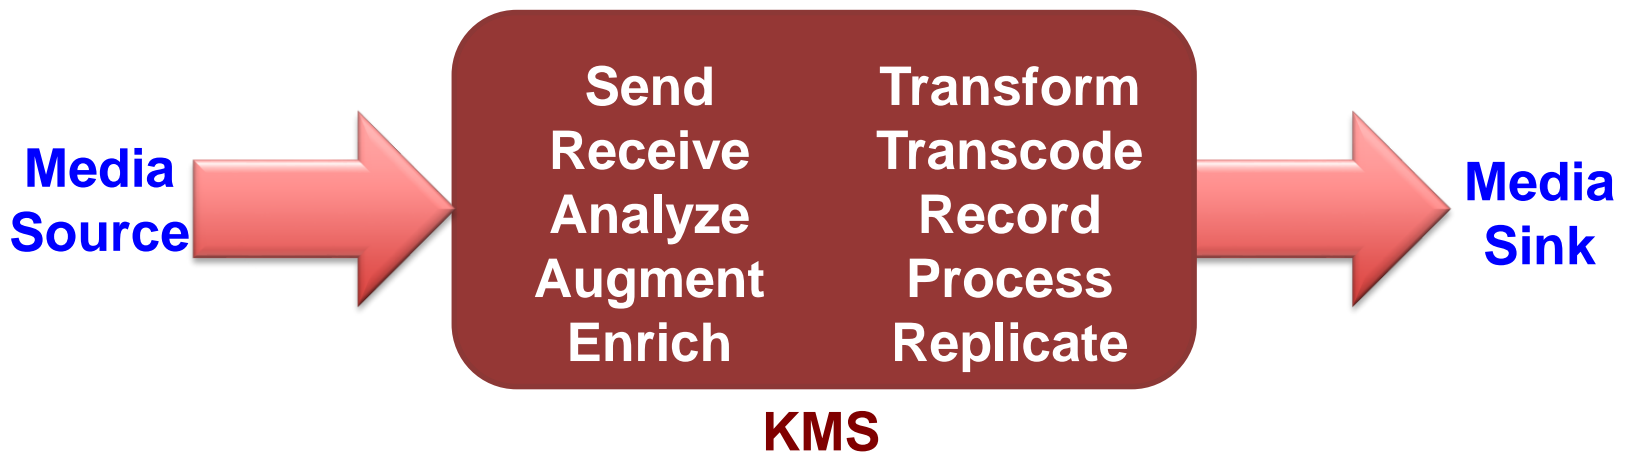 Media
Source
Send
Receive
Analyze
Augment
Enrich
Transform
Transcode
Record
Process
Replicate
Media
Sink
KMS